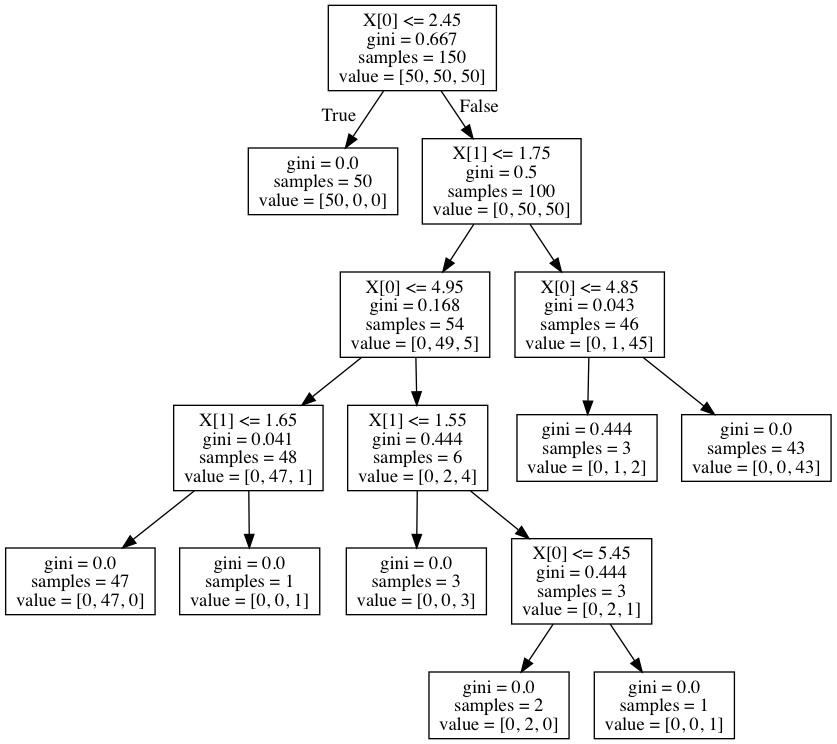 X[0] <= 2.45
gini = 0.667
samples = 150
value = [50, 50, 50]
True
False
gini = 0.0
samples = 50
value = [50, 0, 0]
X[1] <= 1.75
gini = 0.5
samples = 100
value = [0, 50, 50]
X[0] <= 4.95
gini = 0.168
samples = 54
value = [0, 49, 5]
X[0] <= 4.85
gini = 0.043
samples = 46
value = [0, 1, 45]
X[1] <= 1.65
gini = 0.041
samples = 48
value = [0, 47, 1]
X[1] <= 1.55
gini = 0.444
samples = 6
value = [0, 2, 4]
gini = 0.444
samples = 3
value = [0, 1, 2]
gini = 0.0
samples = 43
value = [0, 0, 43]
gini = 0.0
samples = 47
value = [0, 47, 0]
gini = 0.0
samples = 1
value = [0, 0, 1]
gini = 0.0
samples = 3
value = [0, 0, 3]
X[0] <= 5.45
gini = 0.444
samples = 3
value = [0, 2, 1]
gini = 0.0
samples = 2
value = [0, 2, 0]
gini = 0.0
samples = 1
value = [0, 0, 1]